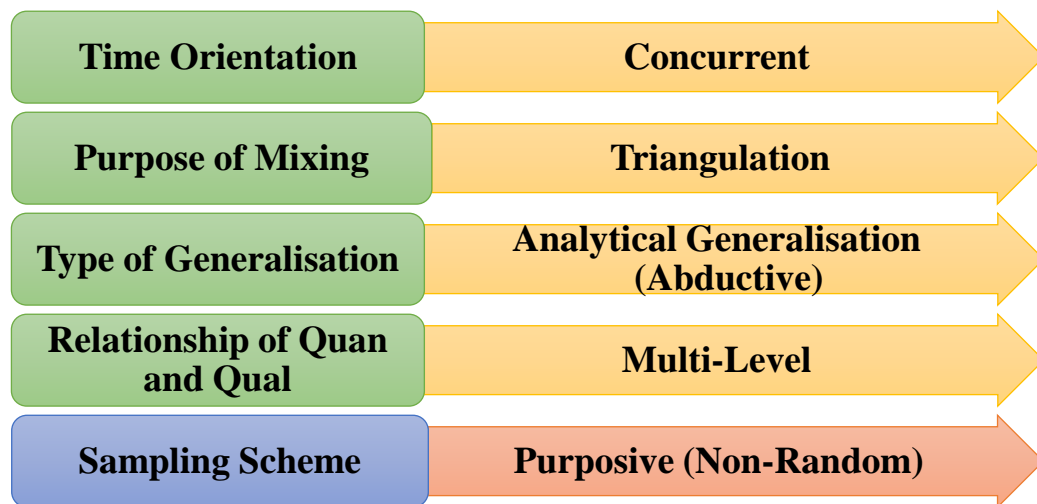 Time Orientation
Concurrent
Purpose of Mixing
Triangulation
Type of Generalisation
Analytical Generalisation
(Abductive)
Relationship of Quan
and Qual
Multi-Level
Sampling Scheme
Purposive (Non-Random)